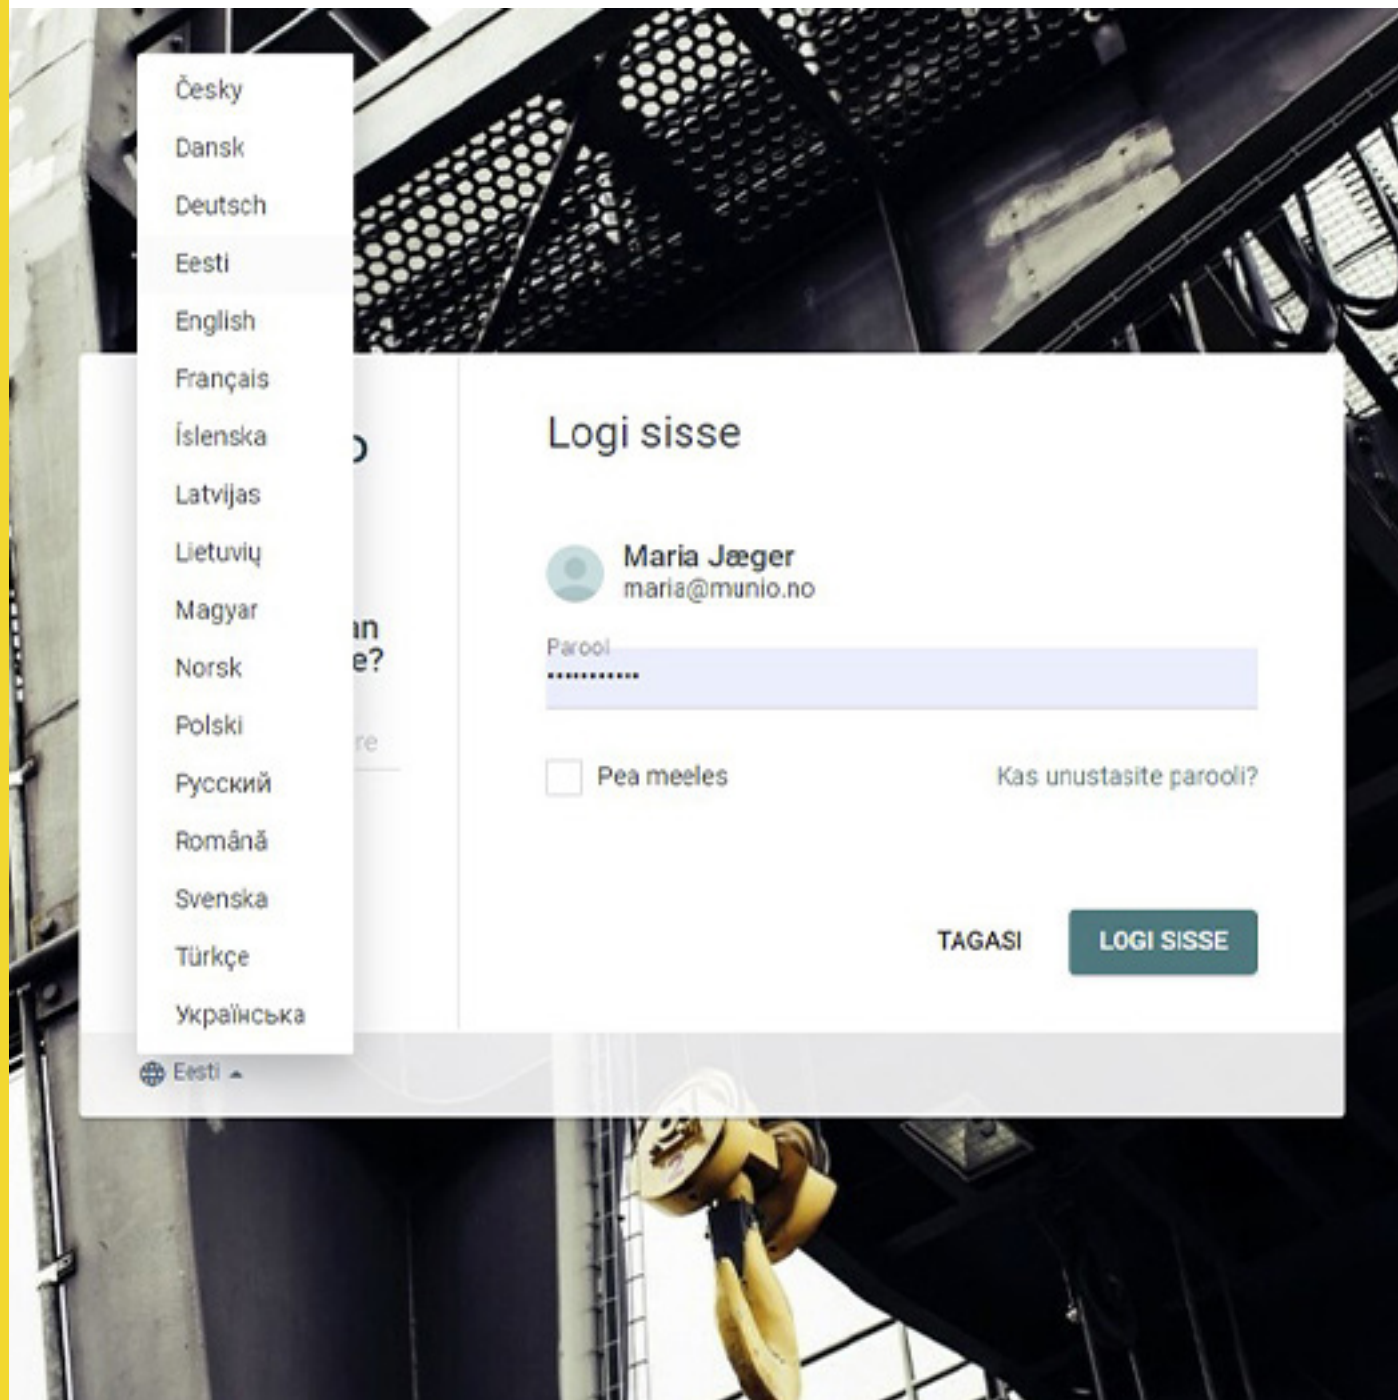 Česky
Dansk
Deutsch
Eesti
English
Français
Íslenska
Latvijas
Lietuvių
Magyar
Norsk
Polski
Русский
Română
Svenska
Türkçe
Українська
Eesti
Logi sisse
Maria Jæger
maria@munio.no
Parool
Pea meeles
Kas unustasite parooli?
TAGASI
LOGI SISSE